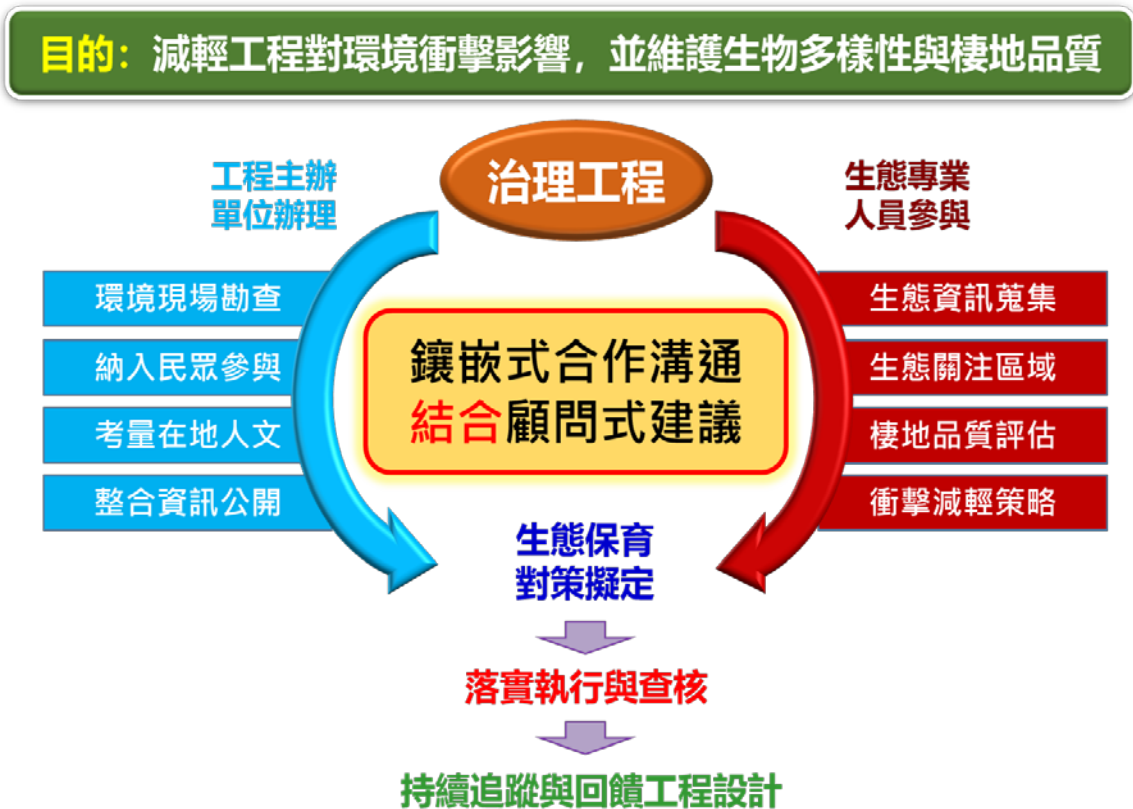 目的：減輕工程對環境衝擊影響，並維護生物多樣性與棲地品質
治理工程
工程主辦
單位辦理
環境現場勘查
納入民眾參與
考量在地人文
整合資訊公開
生態專業
人員參與
生態資訊蒐集
生態關注區域
棲地品質評估
衝擊減輕策略
鑲嵌式合作溝通
結合顧問式建議
生態保育
對策擬定
落實執行與查核
持續追蹤與回饋工程設計